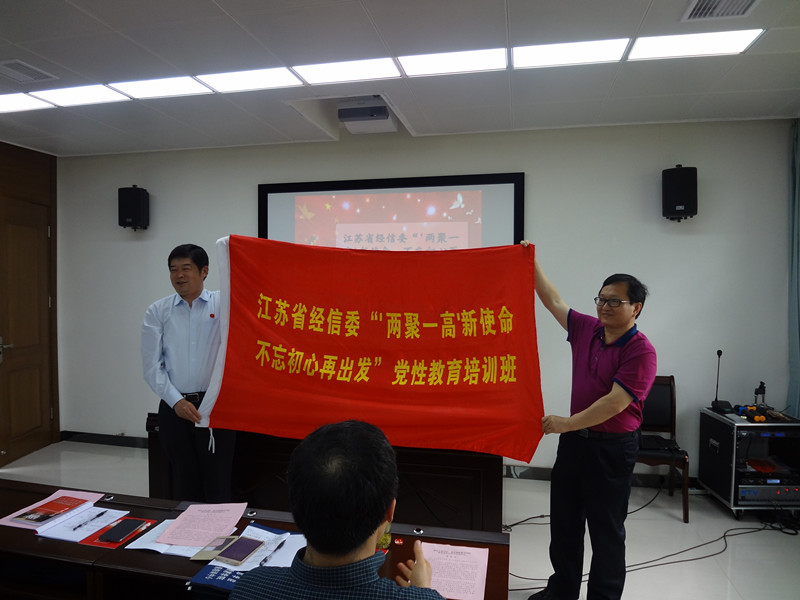 江苏省经信委“两聚一
江苏省经信委“‘两聚一高’新使命
不忘初心再出发”党性教育培训班